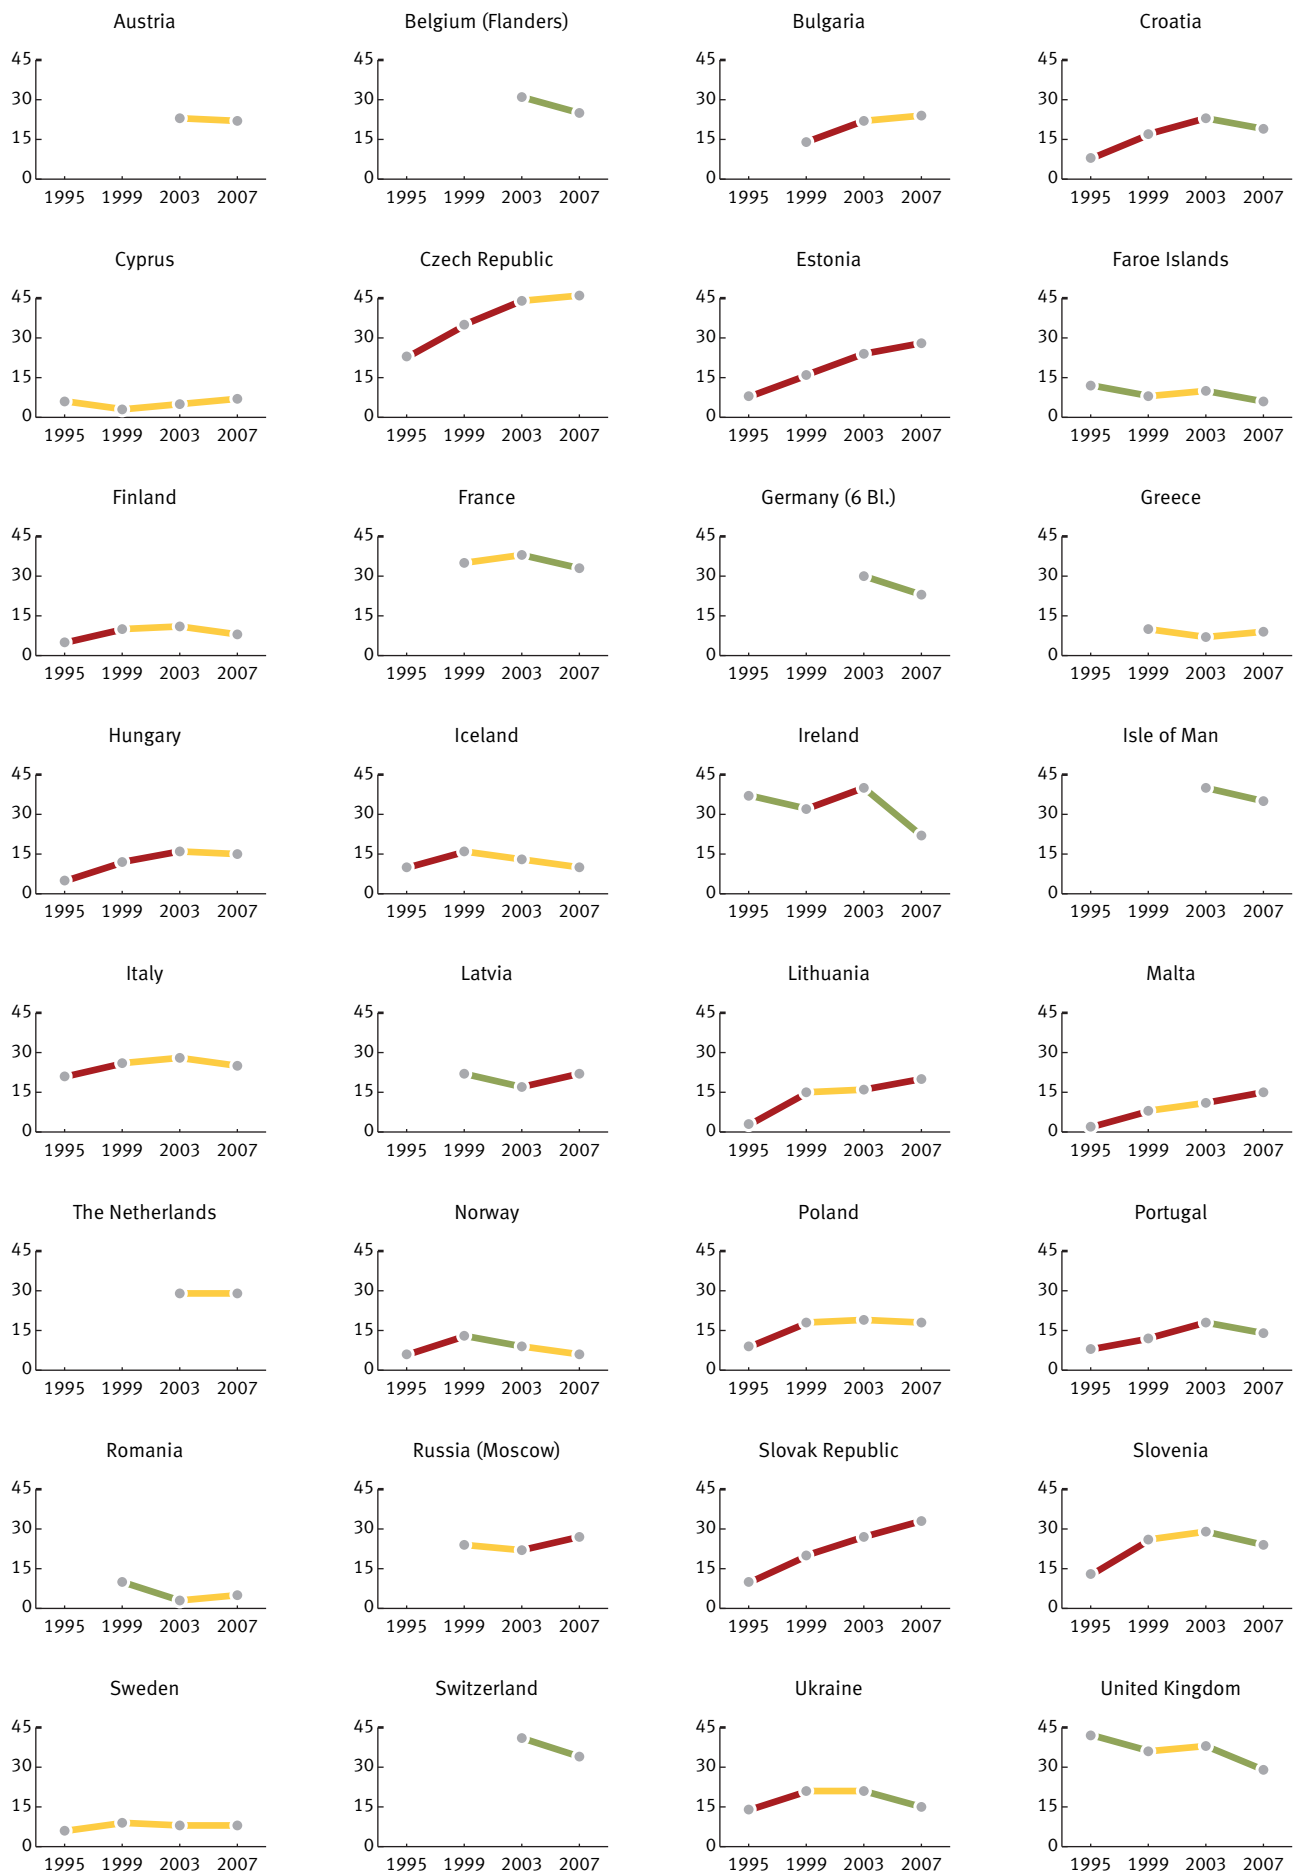 Austria
45
30
15
0
1995 1999 2003 2007
Belgium (Flanders)
45
30
15
0
1995 1999 2003 2007
Bulgaria
45
30
15
0
1995 1999 2003 2007
Croatia
45
30
15
0
1995 1999 2003 2007
Cyprus
45
30
15
0
1995 1999 2003 2007
Czech Republic
45
30
15
0
1995 1999 2003 2007
Estonia
45
30
15
0
1995 1999 2003 2007
Faroe Islands
45
30
15
0
1995 1999 2003 2007
Finland
45
30
15
0
1995 1999 2003 2007
France
45
30
15
0
1995 1999 2003 2007
Germany (6 Bl.)
45
30
15
0
1995 1999 2003 2007
Greece
45
30
15
0
1995 1999 2003 2007
Hungary
45
30
15
0
1995 1999 2003 2007
Iceland
45
30
15
0
1995 1999 2003 2007
Ireland
45
30
15
0
1995 1999 2003 2007
Isle of Man
45
30
15
0
1995 1999 2003 2007
Italy
45
30
15
0
1995 1999 2003 2007
Latvia
45
30
15
0
1995 1999 2003 2007
Lithuania
45
30
15
0
1995 1999 2003 2007
Malta
45
30
15
0
1995 1999 2003 2007
The Netherlands
45
30
15
0
1995 1999 2003 2007
Norway
45
30
15
0
1995 1999 2003 2007
Poland
45
30
15
0
1995 1999 2003 2007
Portugal
45
30
15
0
1995 1999 2003 2007
Romania
45
30
15
0
1995 1999 2003 2007
Russia (Moscow)
45
30
15
0
1995 1999 2003 2007
Slovak Republic
45
30
15
0
1995 1999 2003 2007
Slovenia
45
30
15
0
1995 1999 2003 2007
Sweden
45
30
15
0
1995 1999 2003 2007
Switzerland
45
30
15
0
1995 1999 2003 2007
Ukraine
45
30
15
0
1995 1999 2003 2007
United Kingdom
45
30
15
0
1995 1999 2003 2007